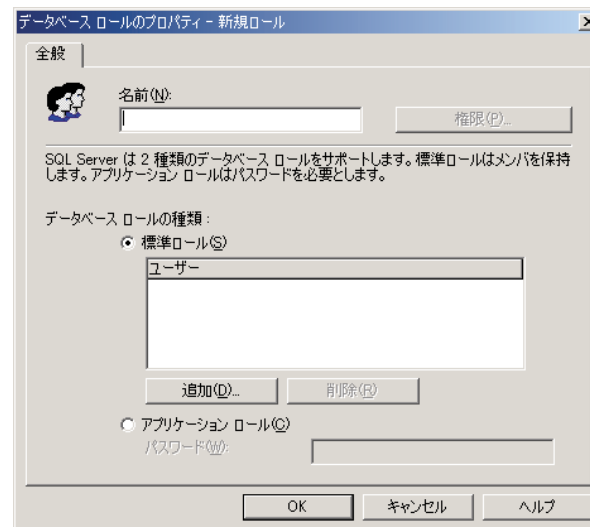 データベース ロールのプロパティ - 新規ロール
全般
名前(N):
権限(P)...
SQL Server は 2 種類のデータベース ロールをサポートします。標準ロールはメンバを保持
します。アプリケーション ロールはパスワードを必要とします。
データベース ロールの種類 :
標準ロール(S)
ユーザー
追加(D)...
削除(R)
アプリケーション ロール(C)
パスワード(W):
OK
キャンセル
ヘルプ